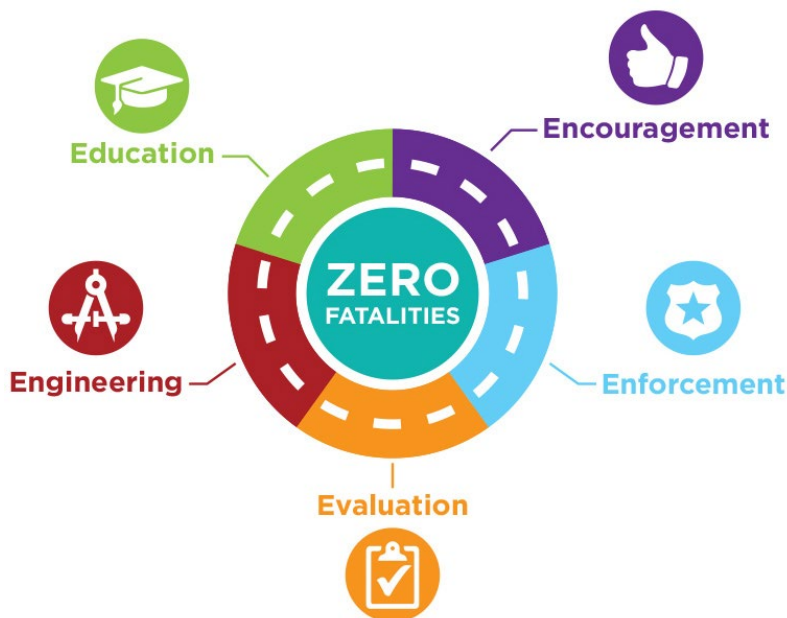 Education
Encouragement
ZERO
FATALITIES
Engineering
Enforcement
Evaluation